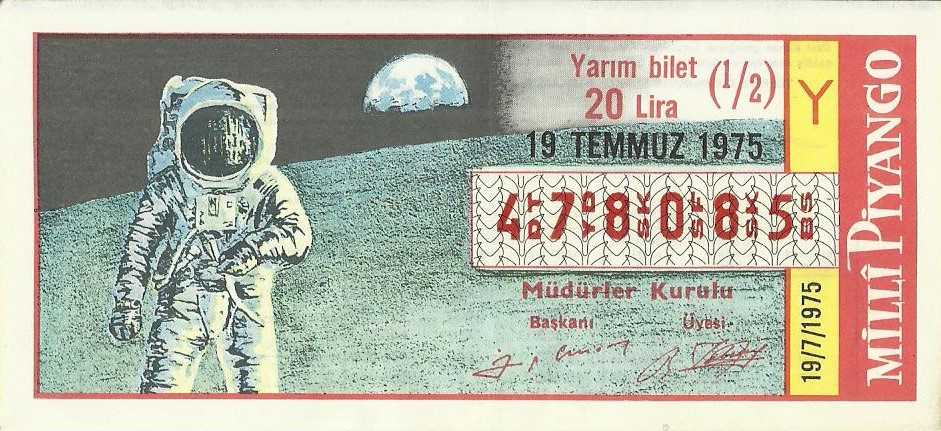 Yarım bilet (1/2)
20 Lira
19 TEMMUZ 1975
Y
478085
Müdürler Kurulu
Başkanı Üyesi
19/7/1975
MİLLÎ PİYANGO